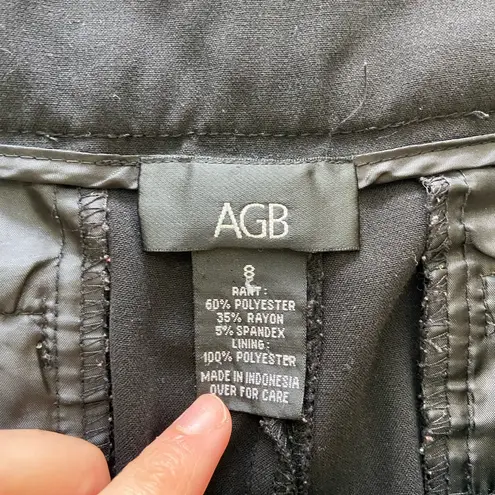 AGB
8
PANT:
60% POLYESTER
35% RAYON
5% SPANDEX
LINING:
100% POLYESTER
MADE IN INDONESIA
OVER FOR CARE